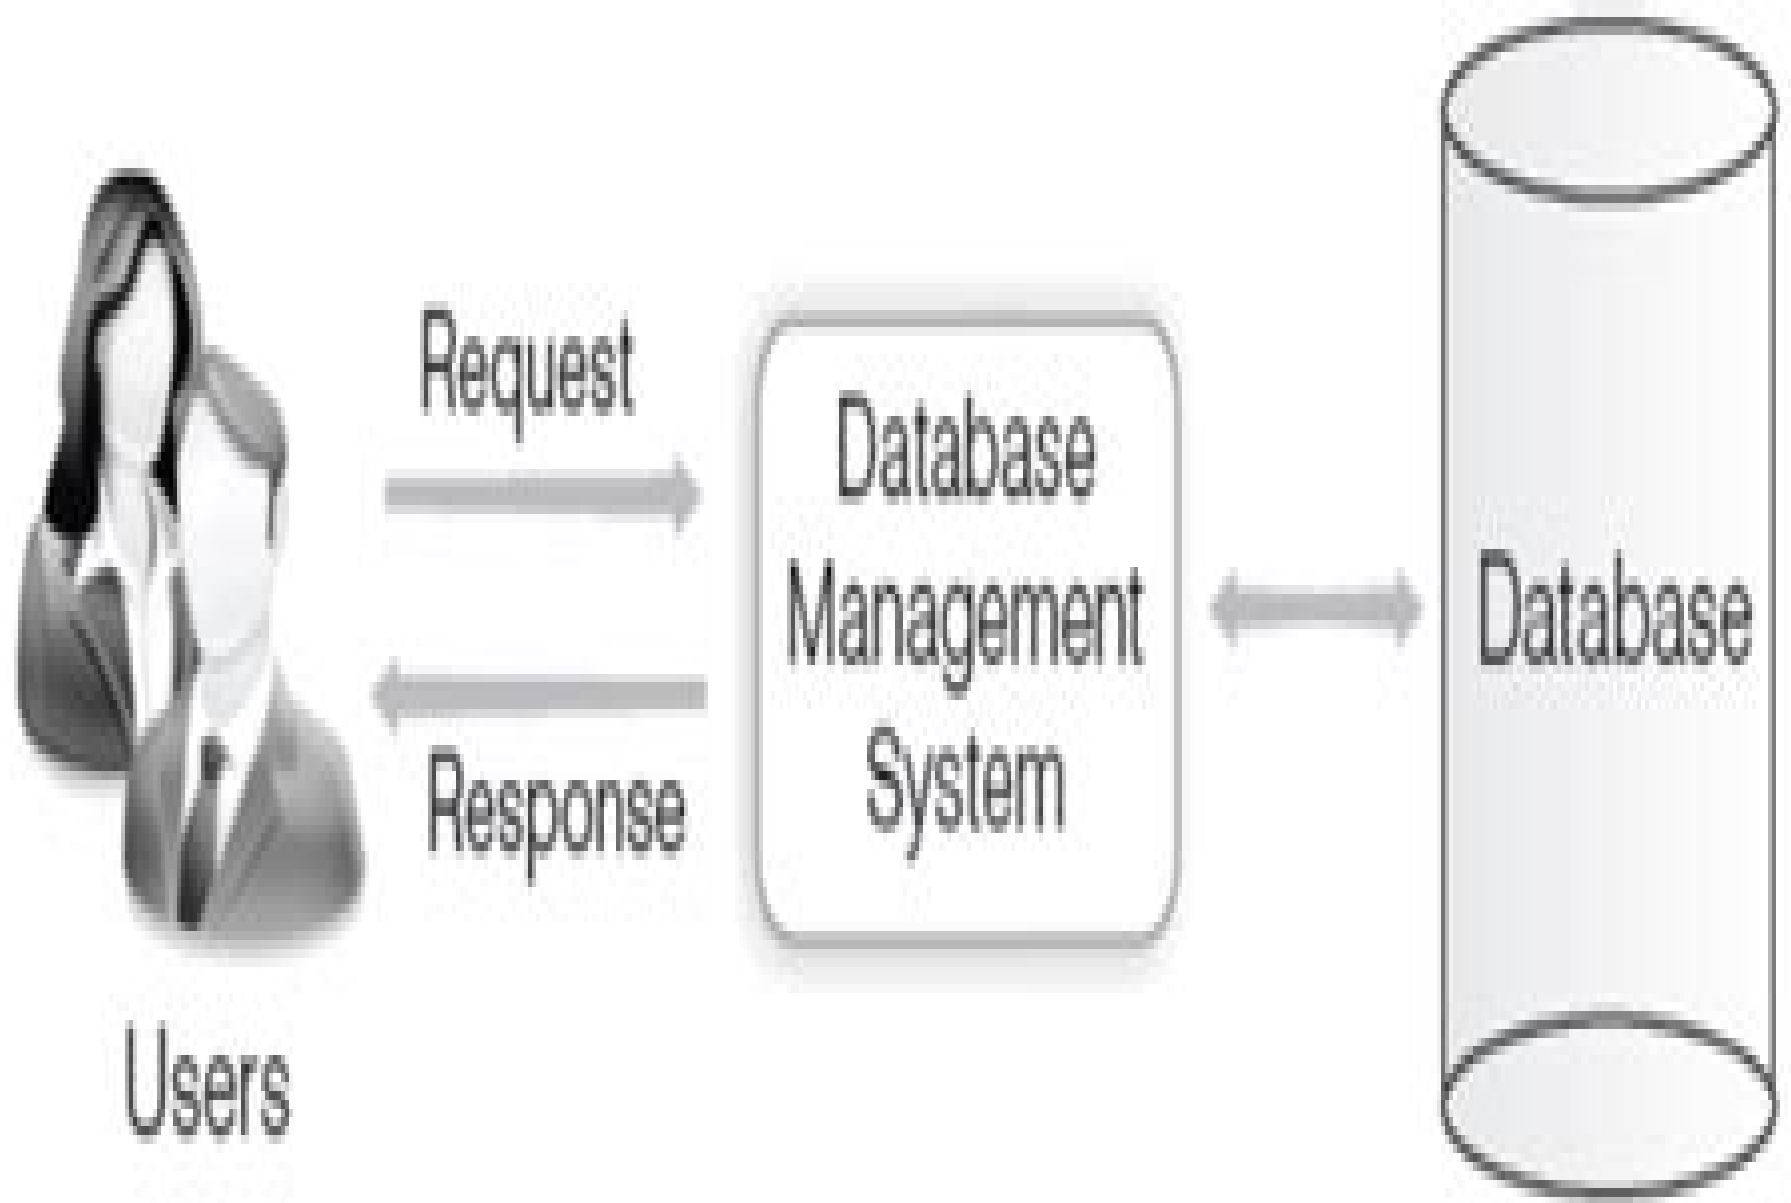 Request
Database
Management
System
Response
Database
Users